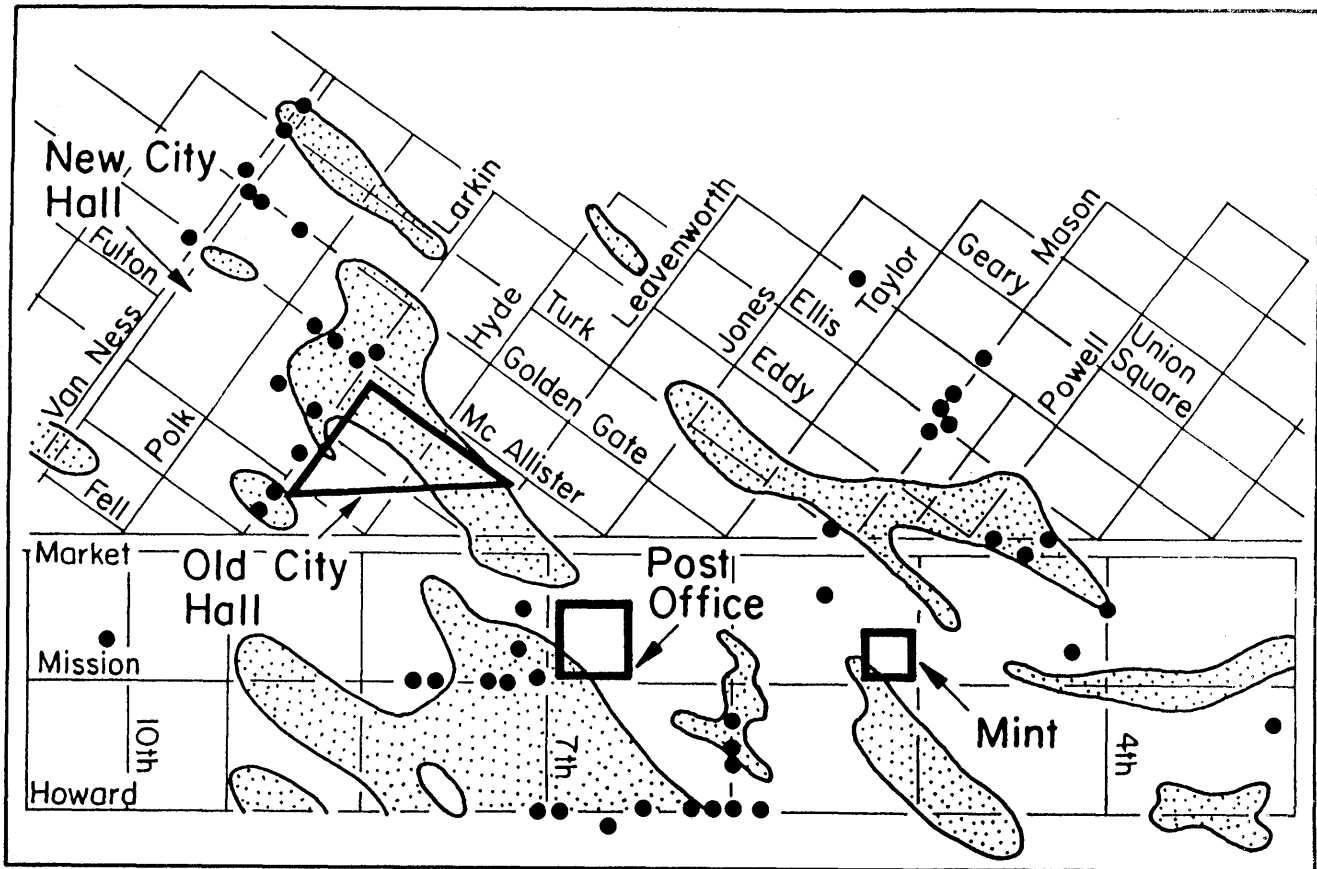 New City
Hall
Fulton
Van Ness
Fell
Polk
Larkin
Hyde
Turk
Golden Gate
Mc Allister
Leavenworth
Jones
Ellis
Eddy
Taylor
Geary
Mason
Powell
Union
Square
Market
Old City
Hall
Post
Office
Mission
Mint
10th
7th
4th
Howard